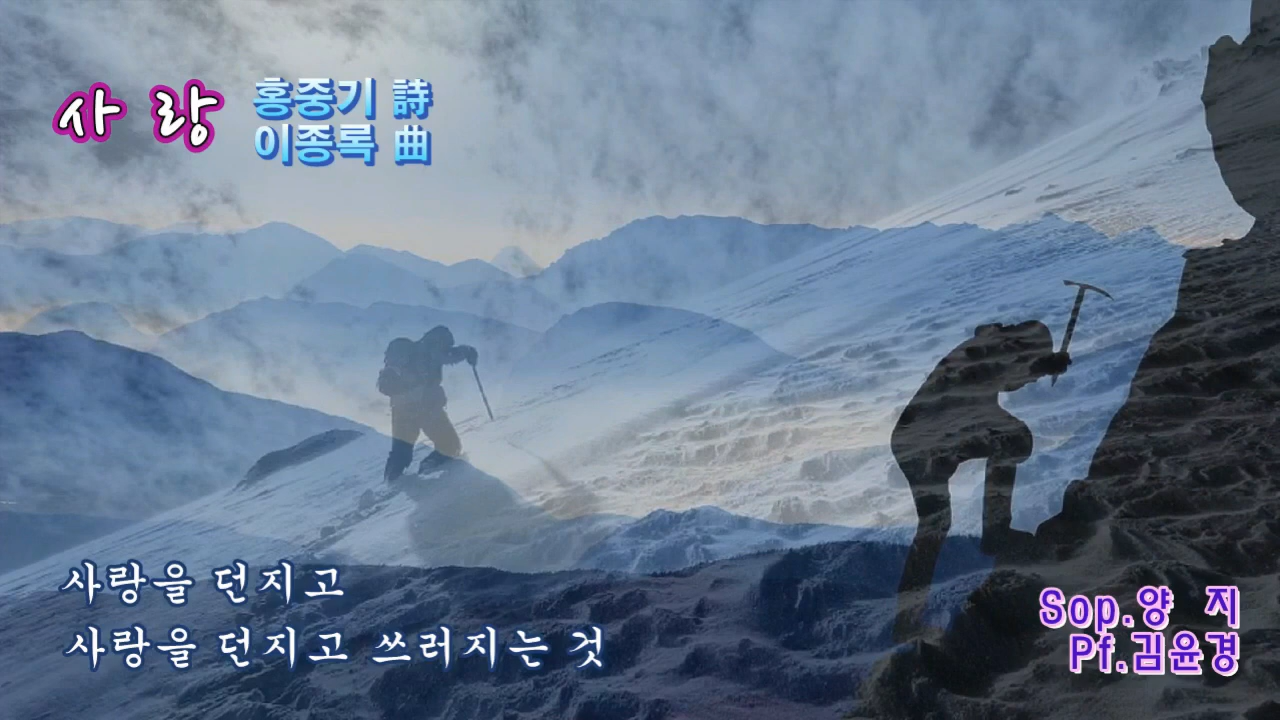 사 랑
홍중기 詩
이종록 曲
사랑을 던지고
사랑을 던지고 쓰러지는 것
Sop.양 지
Pf.김윤경